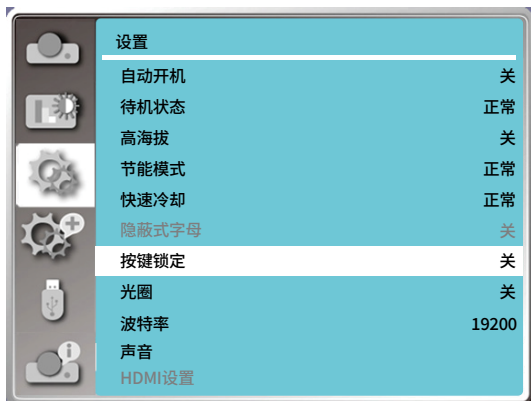 设置
自动开机 关
待机状态 正常
高海拔 关
节能模式 正常
快速冷却 正常
隐蔽式字母 关
按键锁定 关
光圈 关
波特率 19200
声音
HDMI设置